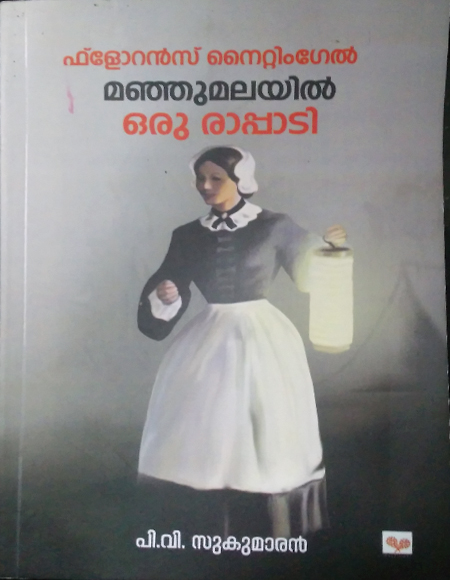 ഫ്ളോറൻസ് നൈറ്റിംഗേൽ
മഞ്ഞുമലയിൽ
ഒരു രാപ്പാടി
പി.വി. സുകുമാരൻ